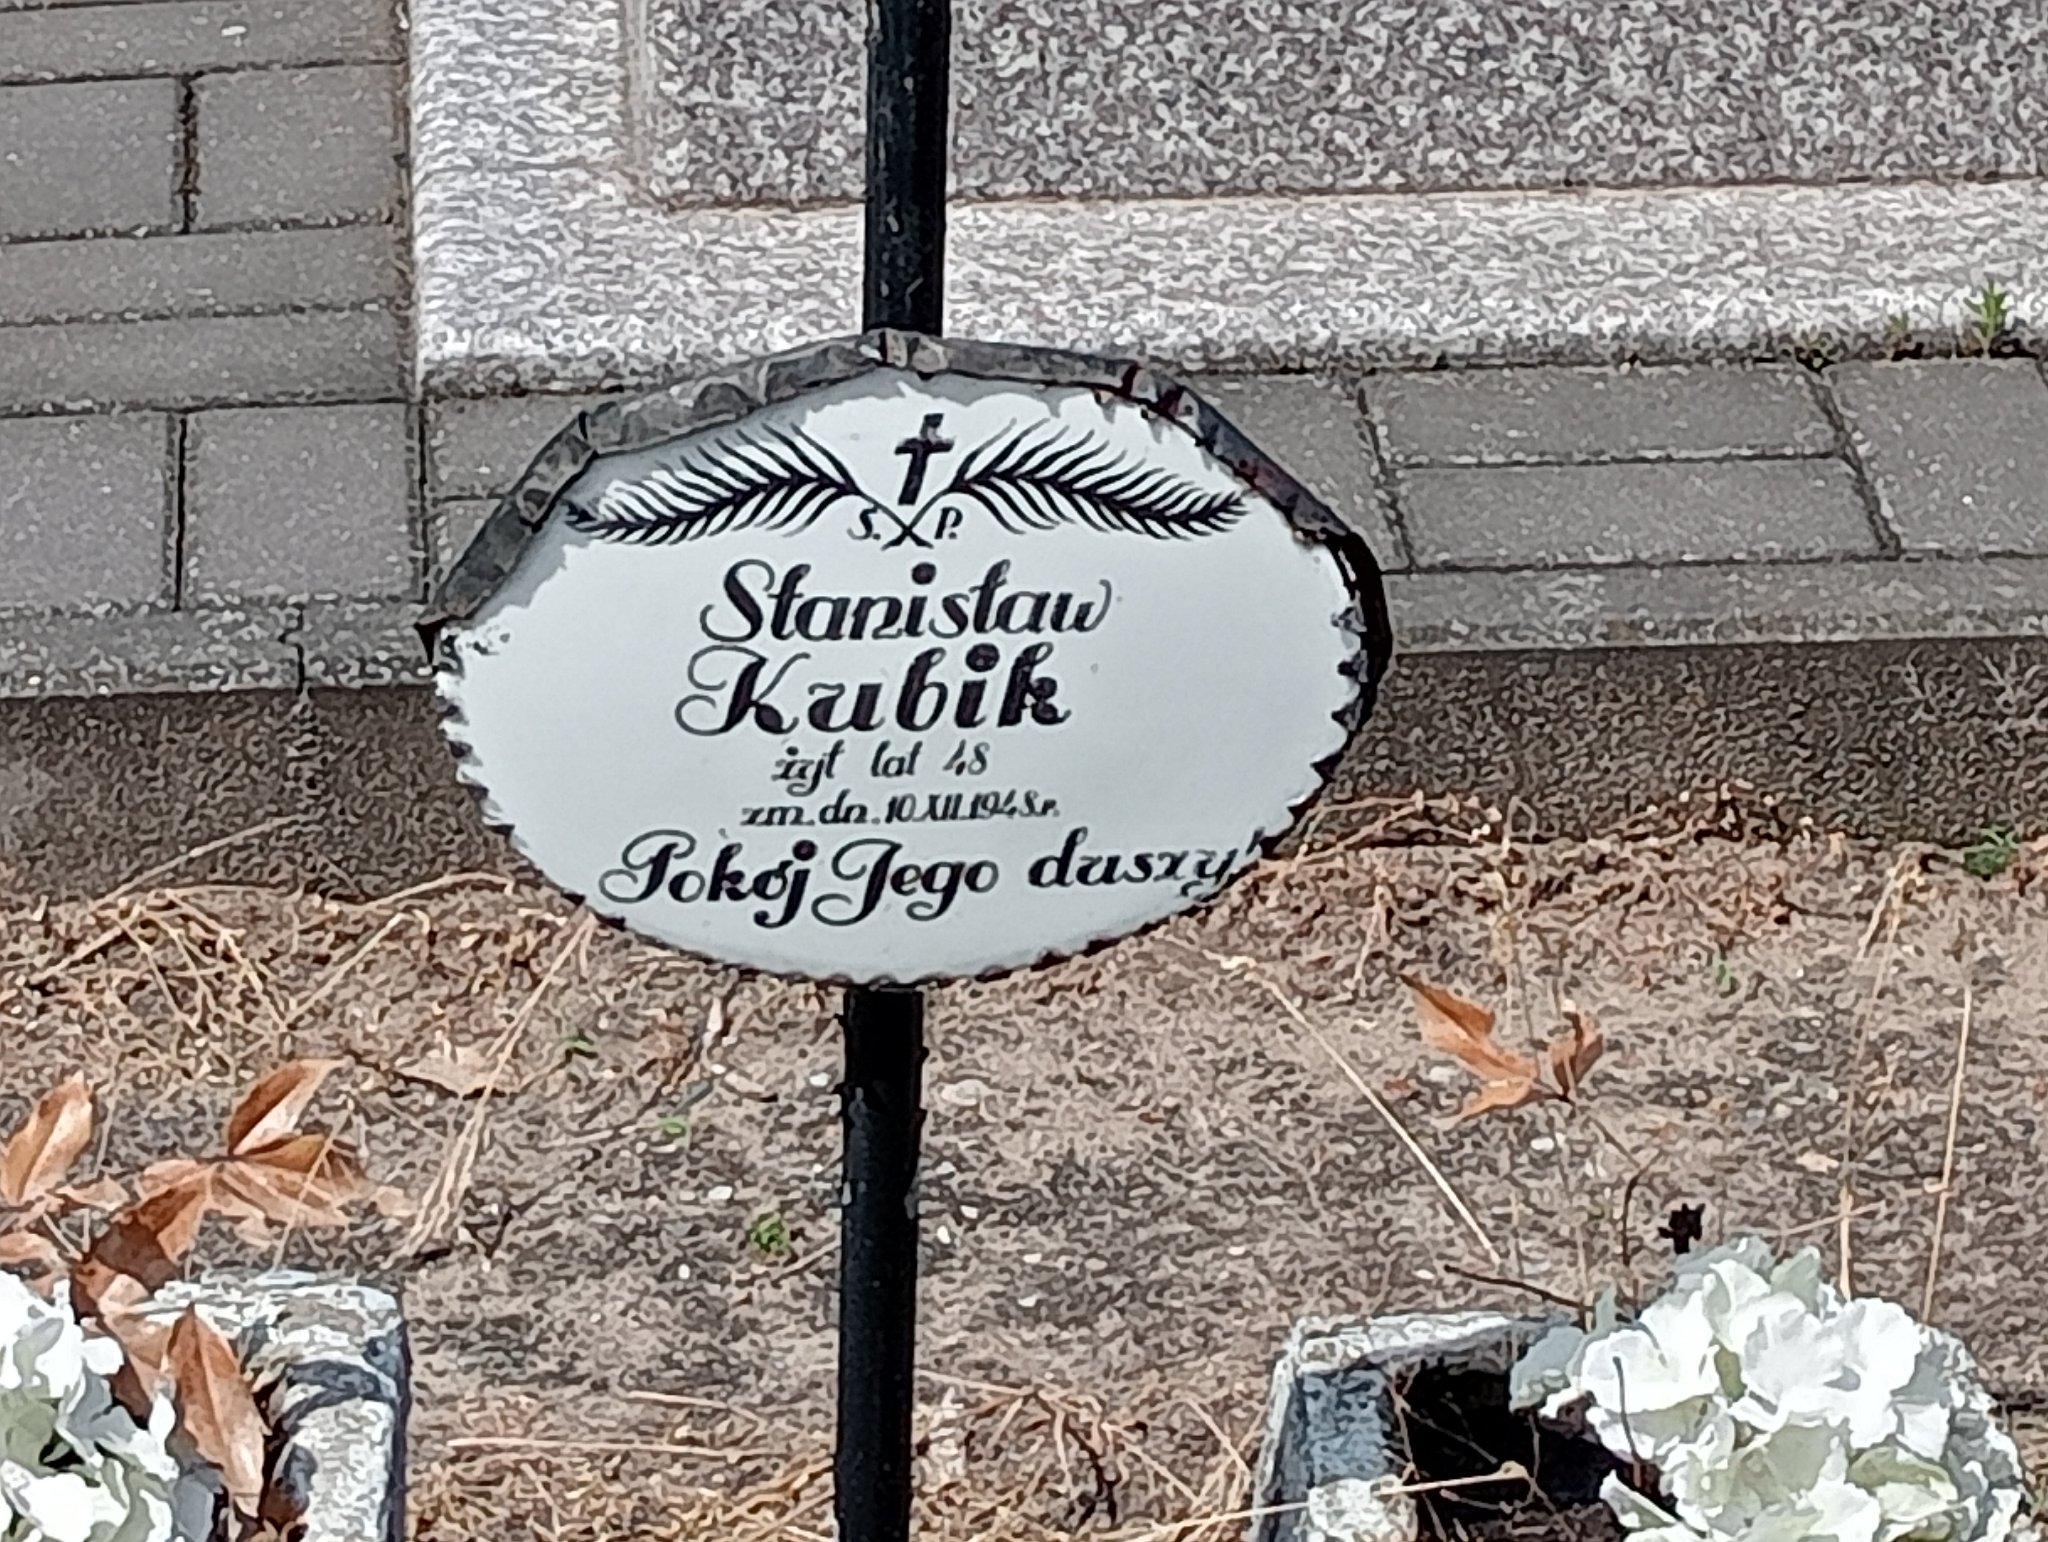 Ś. P.
Stanisław
Kubik
żył lat 48
zm. dn. 10.XII.1948.r.
Pokój Jego duszy!